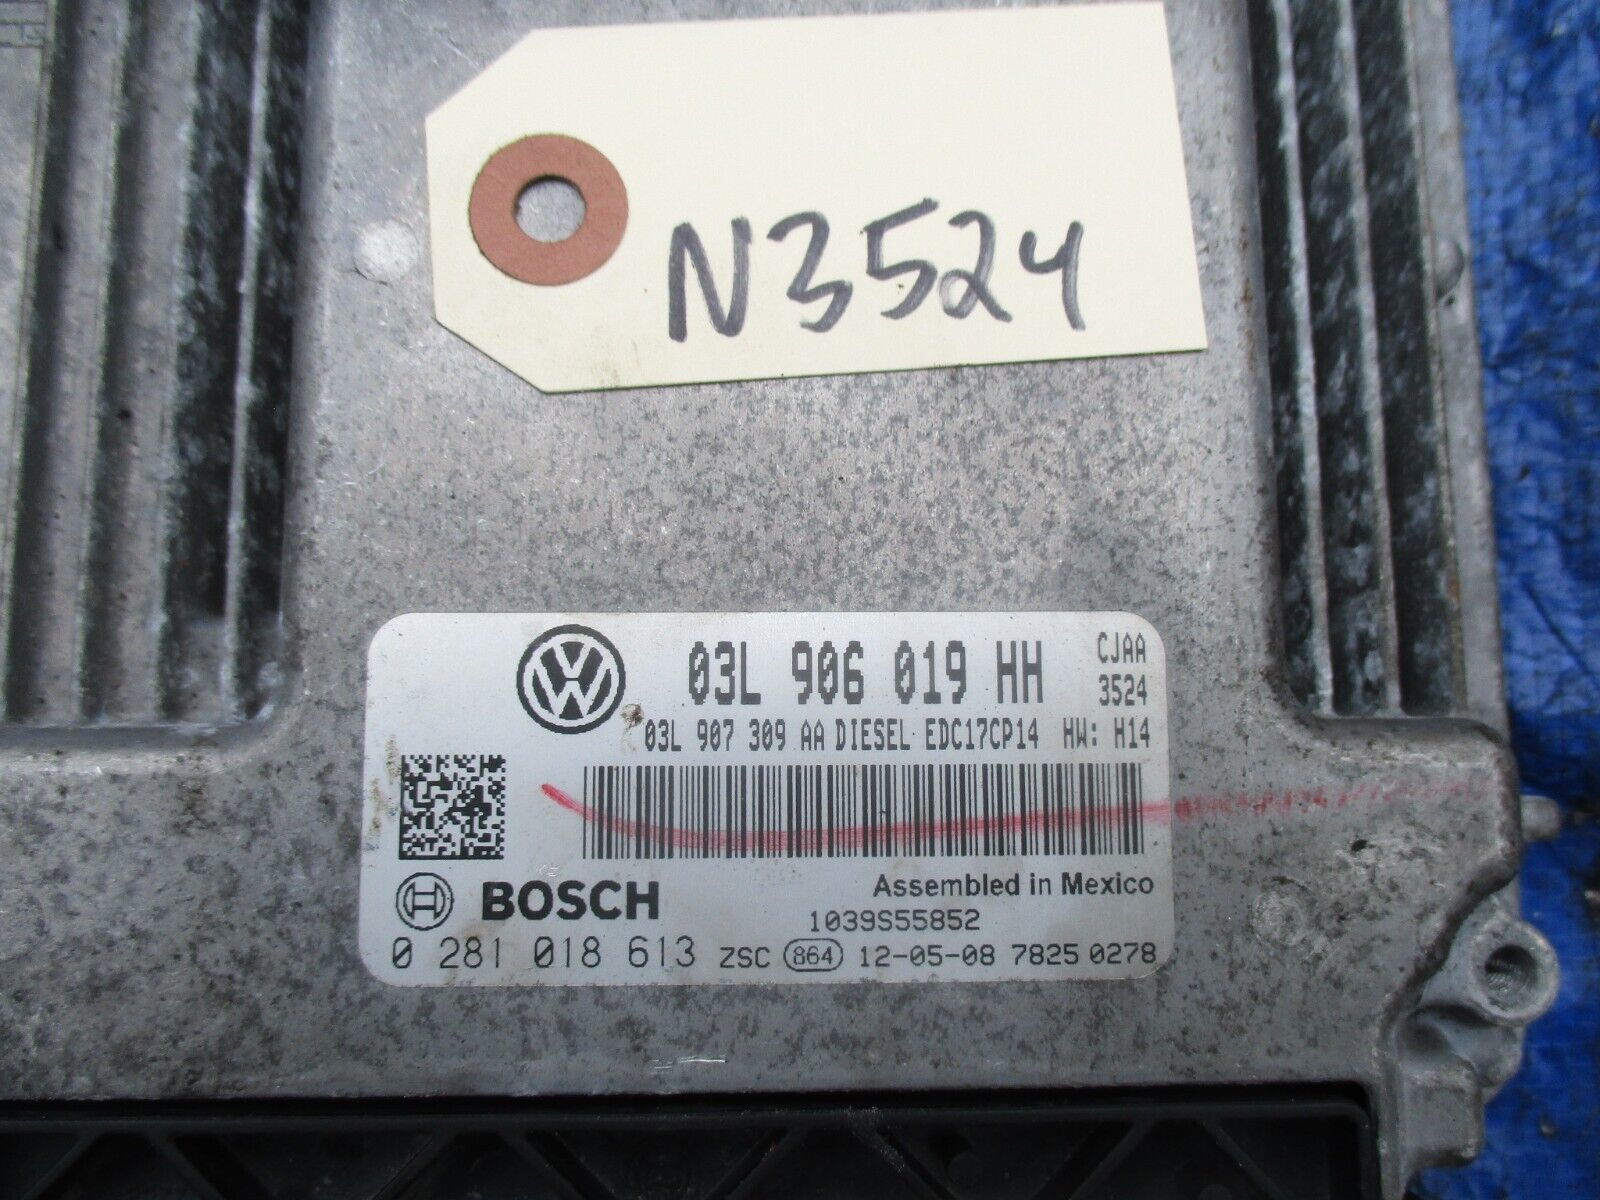 N3524
03L 906 019 HH CJAA
3524
03L 907 309 AA DIESEL EDC17CP14 HW: H14
BOSCH
Assembled in Mexico
1039S55852
0 281 018 613 ZSC 864 12-05-08 7825 0278